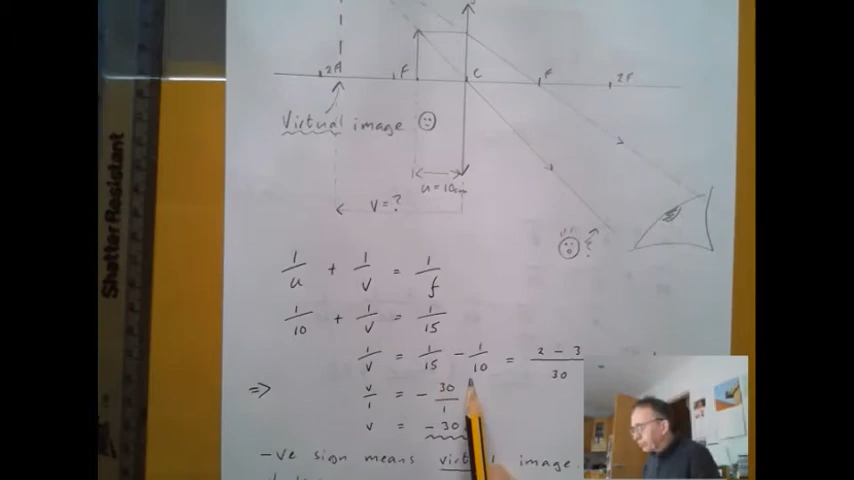 2F F C F 2F
Virtual image
u = 10cm
v = ?
?
1/u + 1/v = 1/f
1/10 + 1/v = 1/15
1/v = 1/15 - 1/10 = 2 - 3/30
=> v/1 = - 30/1
v = - 30
-ve sign means virtual image.
Shatter Resistant